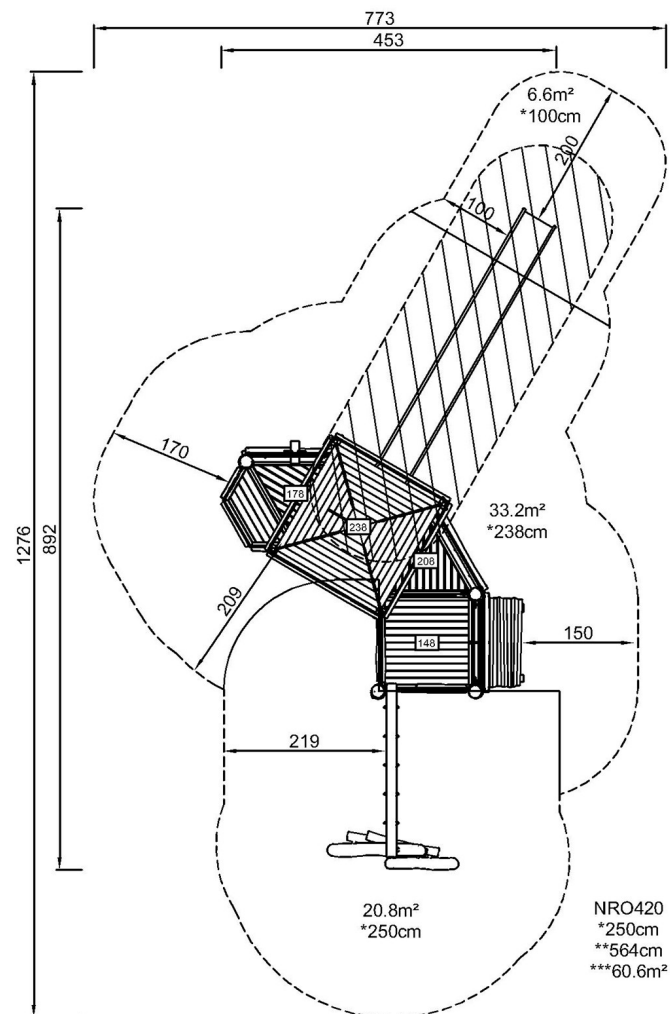 773
453
6.6m²
*100cm
200
100
1276
892
170
178
238
33.2m²
*238cm
208
209
148
150
219
20.8m²
*250cm
NRO420
*250cm
**564cm
***60.6m²